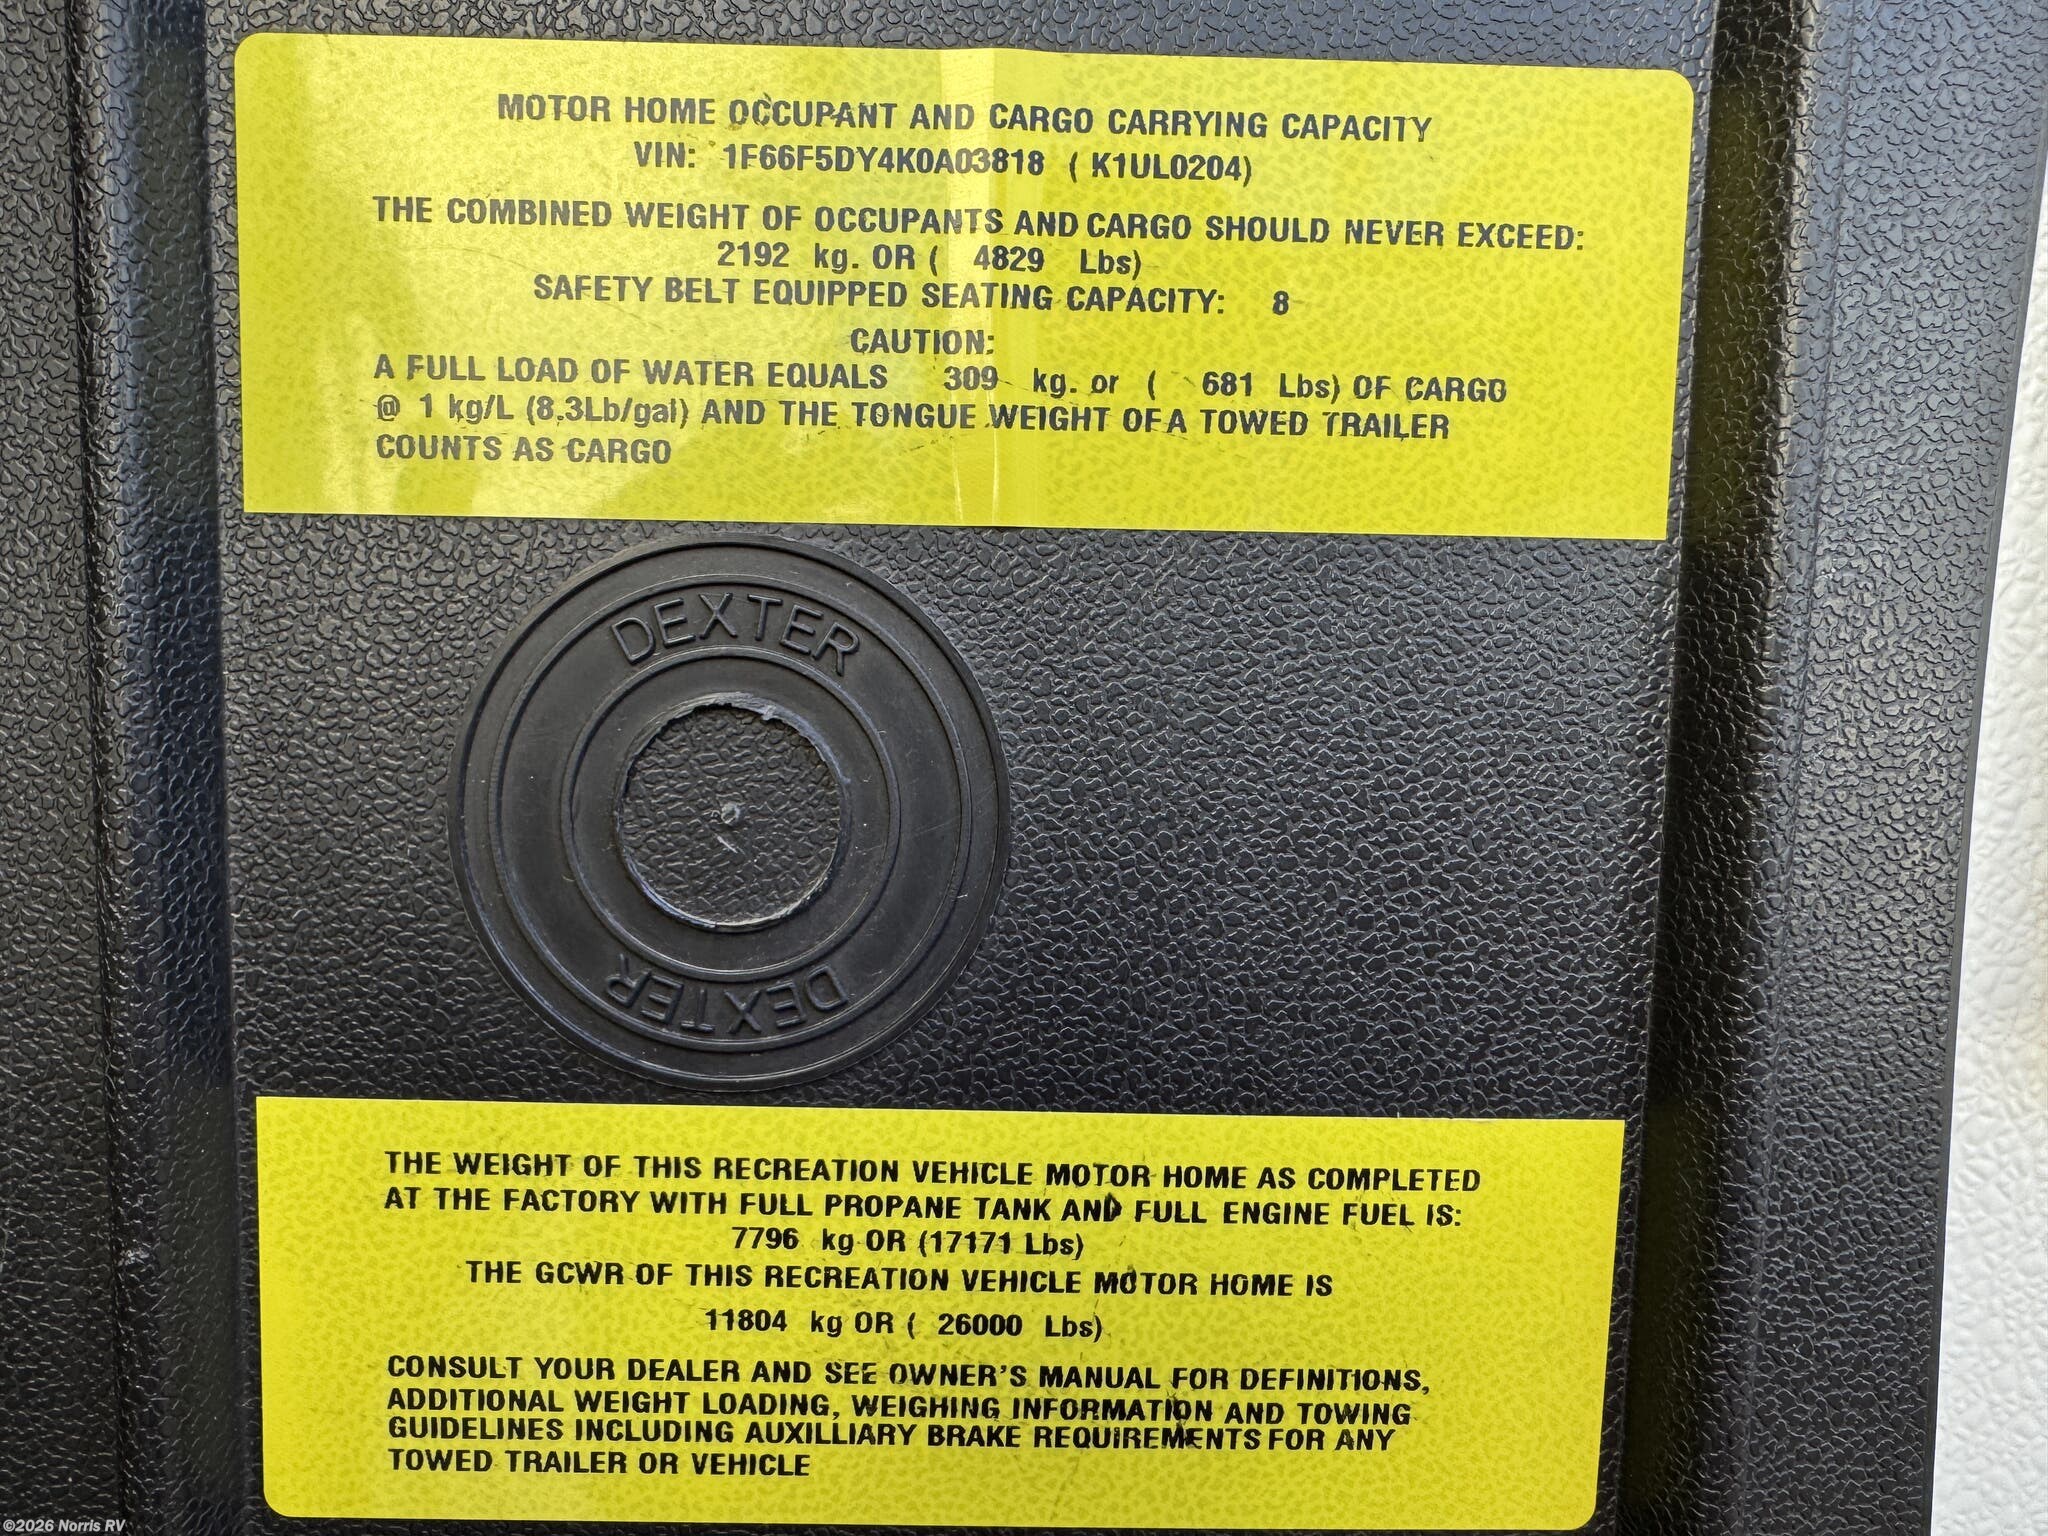 MOTOR HOME OCCUPANT AND CARGO CARRYING CAPACITY
VIN: 1F66F5DY4K0A03818 ( K1UL0204)
THE COMBINED WEIGHT OF OCCUPANTS AND CARGO SHOULD NEVER EXCEED:
2192 kg. OR ( 4829 Lbs)
SAFETY BELT EQUIPPED SEATING CAPACITY: 8
CAUTION:
A FULL LOAD OF WATER EQUALS 309 kg. or ( 681 Lbs) OF CARGO
@ 1 kg/L (8.3Lb/gal) AND THE TONGUE WEIGHT OF A TOWED TRAILER
COUNTS AS CARGO
DEXTER
DEXTER
THE WEIGHT OF THIS RECREATION VEHICLE MOTOR HOME AS COMPLETED
AT THE FACTORY WITH FULL PROPANE TANK AND FULL ENGINE FUEL IS:
7796 kg OR (17171 Lbs)
THE GCWR OF THIS RECREATION VEHICLE MOTOR HOME IS
11804 kg OR ( 26000 Lbs)
CONSULT YOUR DEALER AND SEE OWNER'S MANUAL FOR DEFINITIONS,
ADDITIONAL WEIGHT LOADING, WEIGHING INFORMATION AND TOWING
GUIDELINES INCLUDING AUXILLIARY BRAKE REQUIREMENTS FOR ANY
TOWED TRAILER OR VEHICLE
©2026 Norris RV